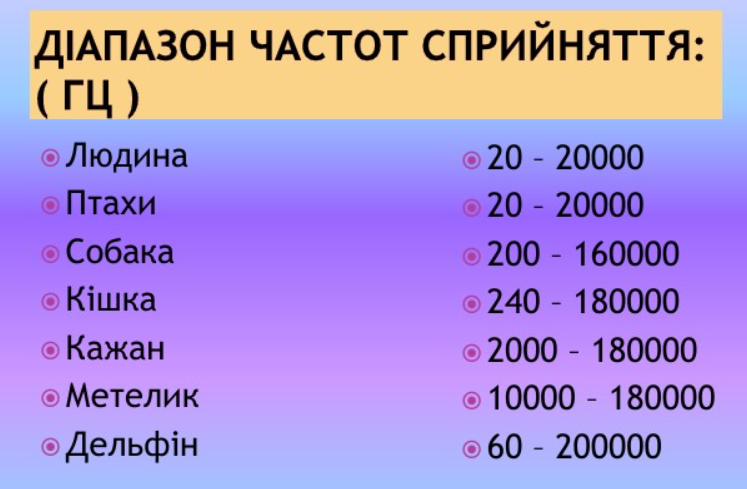 ДІАПАЗОН ЧАСТОТ СПРИЙНЯТТЯ:
( ГЦ )
Людина
Птахи
Собака
Кішка
Кажан
Метелик
Дельфін
20 – 20000
20 – 20000
200 – 160000
240 – 180000
2000 – 180000
10000 – 180000
60 – 200000